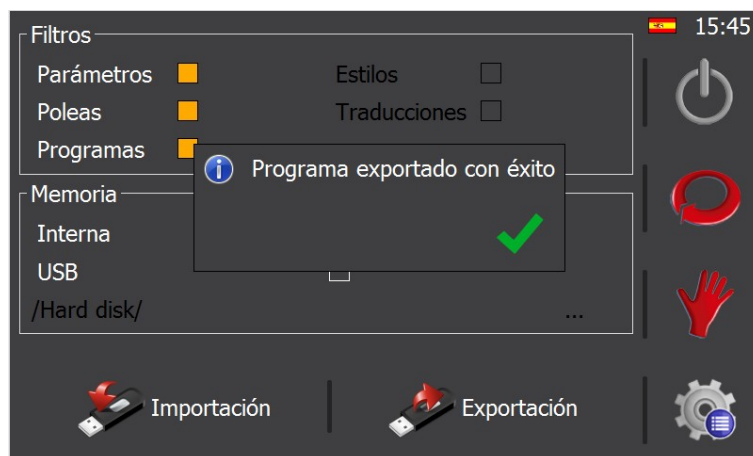 15:45
Filtros
Parámetros
Estilos
Poleas
Traducciones
Programas
Programa exportado con éxito
Memoria
Interna
USB
/Hard disk/ ...
Importación
Exportación